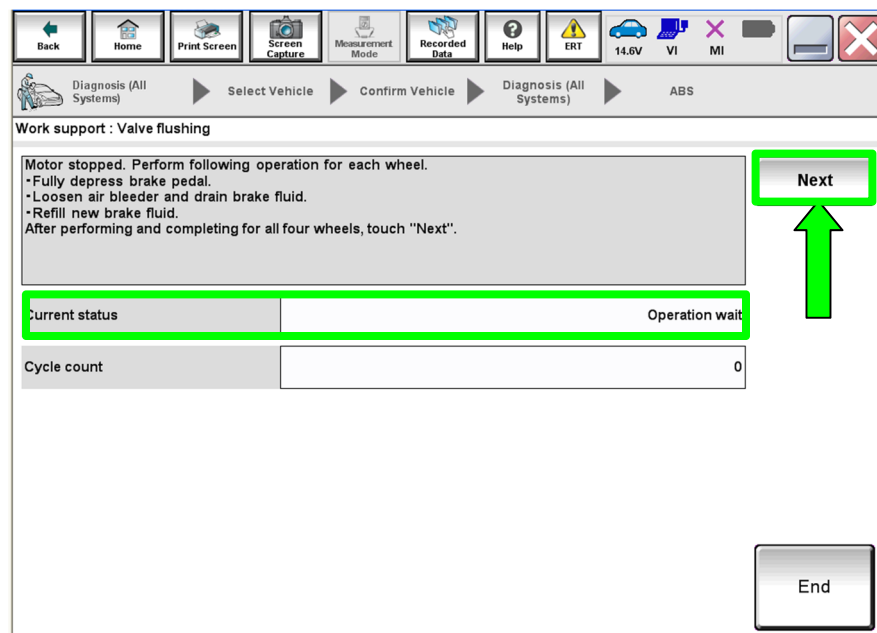 Back
Home
Print Screen
Screen
Capture
Measurement
Mode
Recorded
Data
Help
ERT
14.6V
VI
MI
Diagnosis (All
Systems)
Select Vehicle
Confirm Vehicle
Diagnosis (All
Systems)
ABS
Work support : Valve flushing
Motor stopped. Perform following operation for each wheel.
・Fully depress brake pedal.
・Loosen air bleeder and drain brake fluid.
・Refill new brake fluid.
After performing and completing for all four wheels, touch "Next".
Next
Current status
Operation wait
Cycle count
0
End